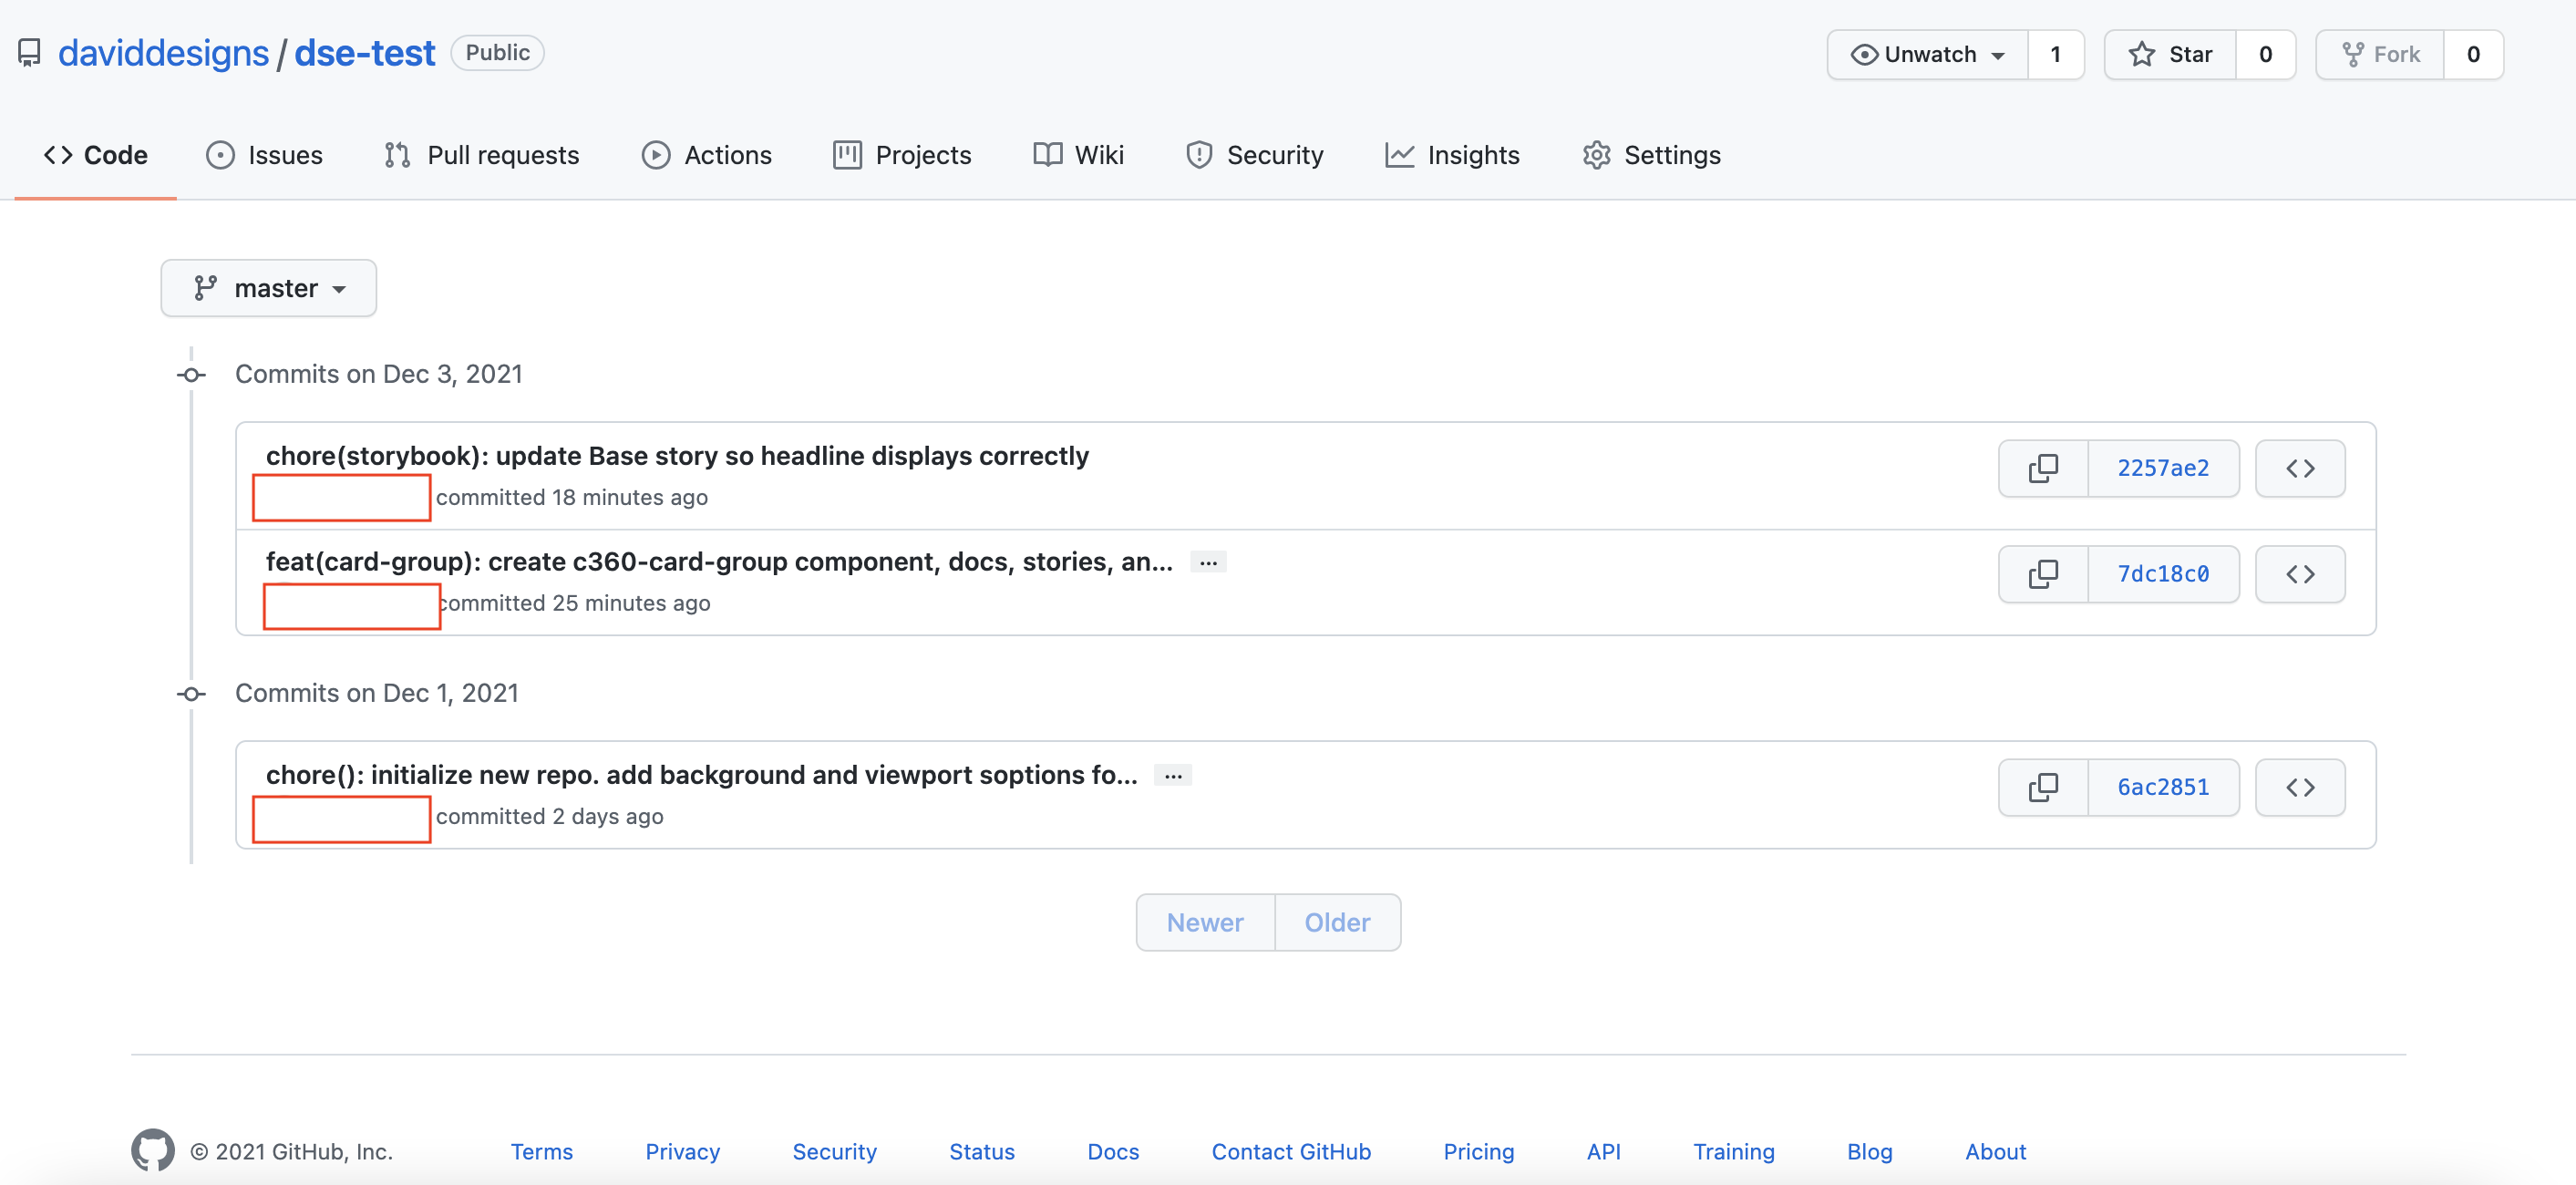 daviddesigns / dse-test Public
Unwatch 1 Star 0 Fork 0
Code Issues Pull requests Actions Projects Wiki Security Insights Settings
master
Commits on Dec 3, 2021
chore(storybook): update Base story so headline displays correctly
committed 18 minutes ago
2257ae2
feat(card-group): create c360-card-group component, docs, stories, an... ...
committed 25 minutes ago
7dc18c0
Commits on Dec 1, 2021
chore(): initialize new repo. add background and viewport soptions fo... ...
committed 2 days ago
6ac2851
Newer Older
© 2021 GitHub, Inc. Terms Privacy Security Status Docs Contact GitHub Pricing API Training Blog About